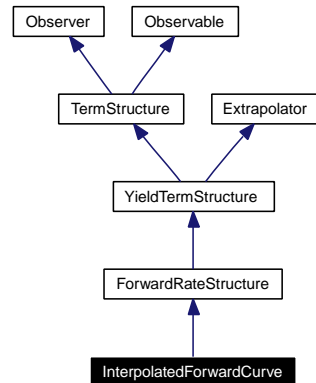 Observer
Observable
TermStructure
Extrapolator
YieldTermStructure
ForwardRateStructure
InterpolatedForwardCurve